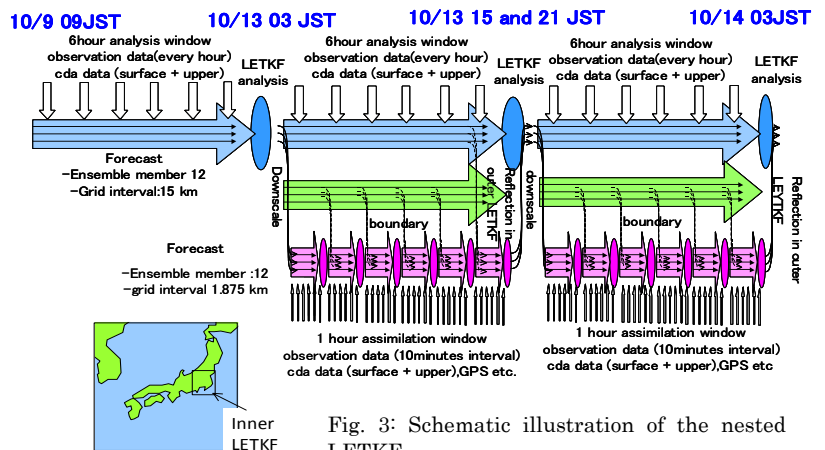 10/9 09JST
10/13 03 JST
10/13 15 and 21 JST
10/14 03JST
6hour analysis window
observation data(every hour)
cda data (surface + upper)
LETKF
analysis
6hour analysis window
observation data(every hour)
cda data (surface + upper)
LETKF
analysis
6hour analysis window
observation data(every hour)
cda data (surface + upper)
LETKF
analysis
Forecast
-Ensemble member 12
-Grid interval:15 km
Downscale
Reflection in
outer LETKF
downscale
Reflection in outer
LEYTKF
boundary
boundary
Forecast
-Ensemble member :12
-grid interval 1.875 km
1 hour assimilation window
observation data (10minutes interval)
cda data (surface + upper),GPS etc.
1 hour assimilation window
observation data (10minutes interval)
cda data (surface + upper),GPS etc
Inner
LETKF
Fig. 3: Schematic illustration of the nested
LETKF